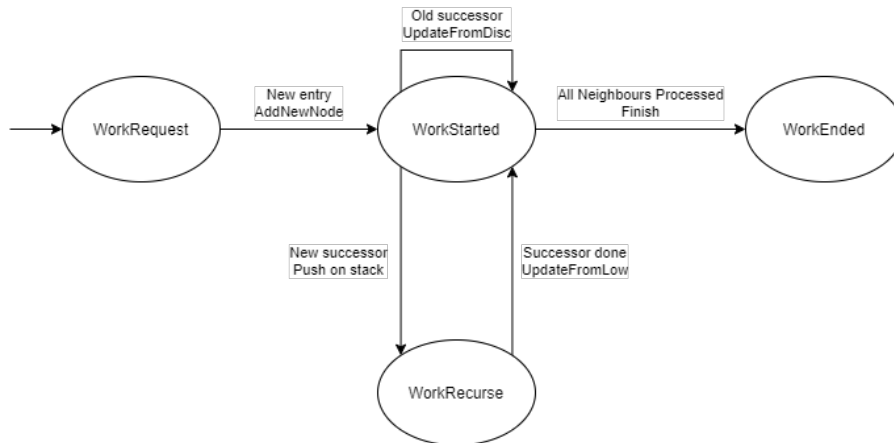 Old successor
UpdateFromDisc
New entry
AddNewNode
All Neighbours Processed
Finish
WorkRequest
WorkStarted
WorkEnded
New successor
Push on stack
Successor done
UpdateFromLow
WorkRecurse